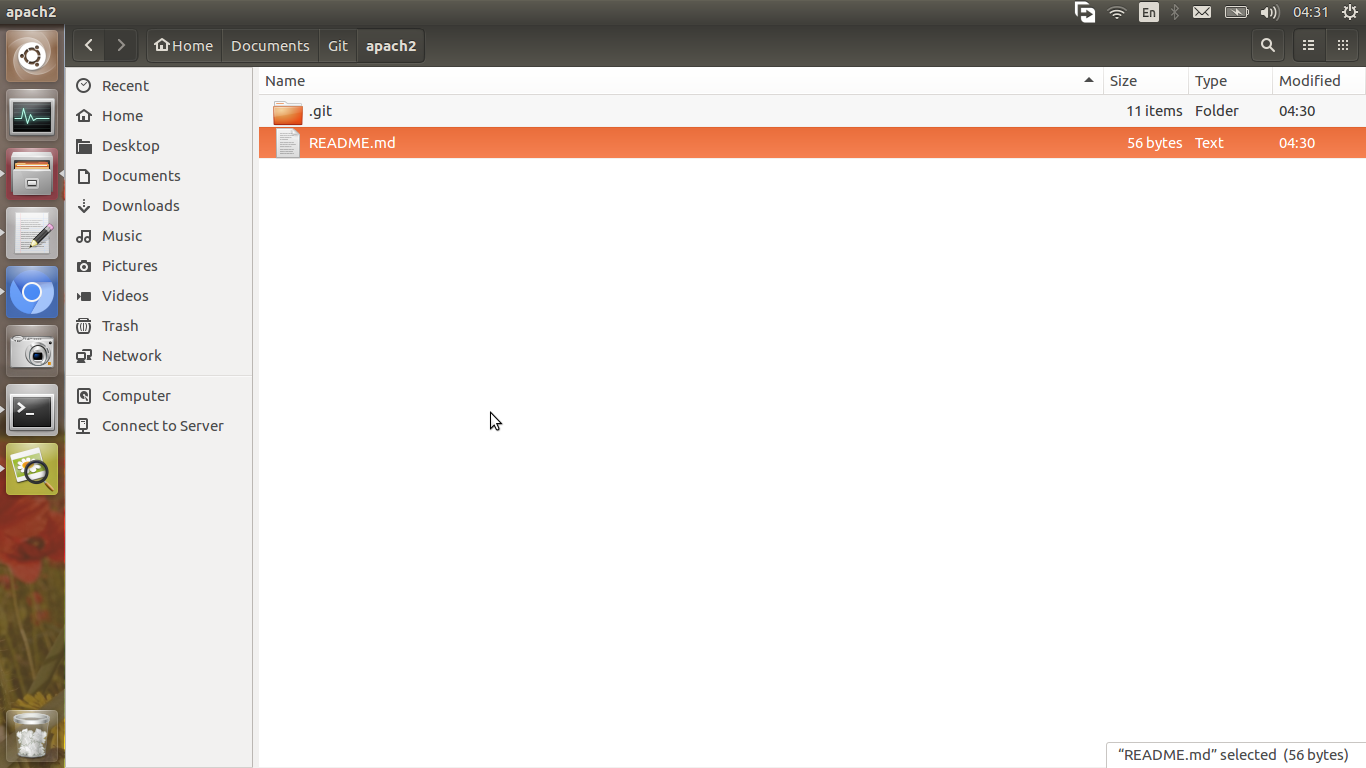 apach2
En
04:31
Home
Documents
Git
apach2
Recent
Home
Desktop
Documents
Downloads
Music
Pictures
Videos
Trash
Network
Computer
Connect to Server
Name Size Type Modified
.git 11 items Folder 04:30
README.md 56 bytes Text 04:30
“README.md” selected (56 bytes)